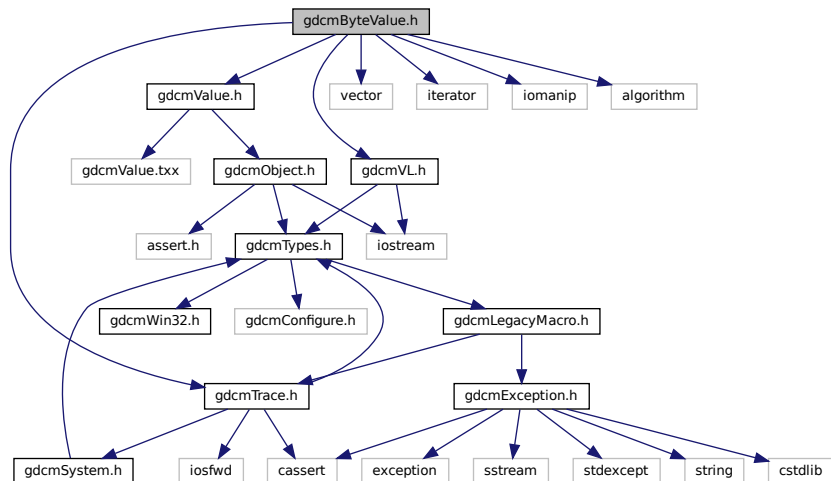 gdcmByteValue.h
gdcmValue.h
vector
iterator
iomanip
algorithm
gdcmValue.txx
gdcmObject.h
gdcmVL.h
assert.h
gdcmTypes.h
iostream
gdcmWin32.h
gdcmConfigure.h
gdcmLegacyMacro.h
gdcmTrace.h
gdcmException.h
gdcmSystem.h
iosfwd
cassert
exception
sstream
stdexcept
string
cstdlib